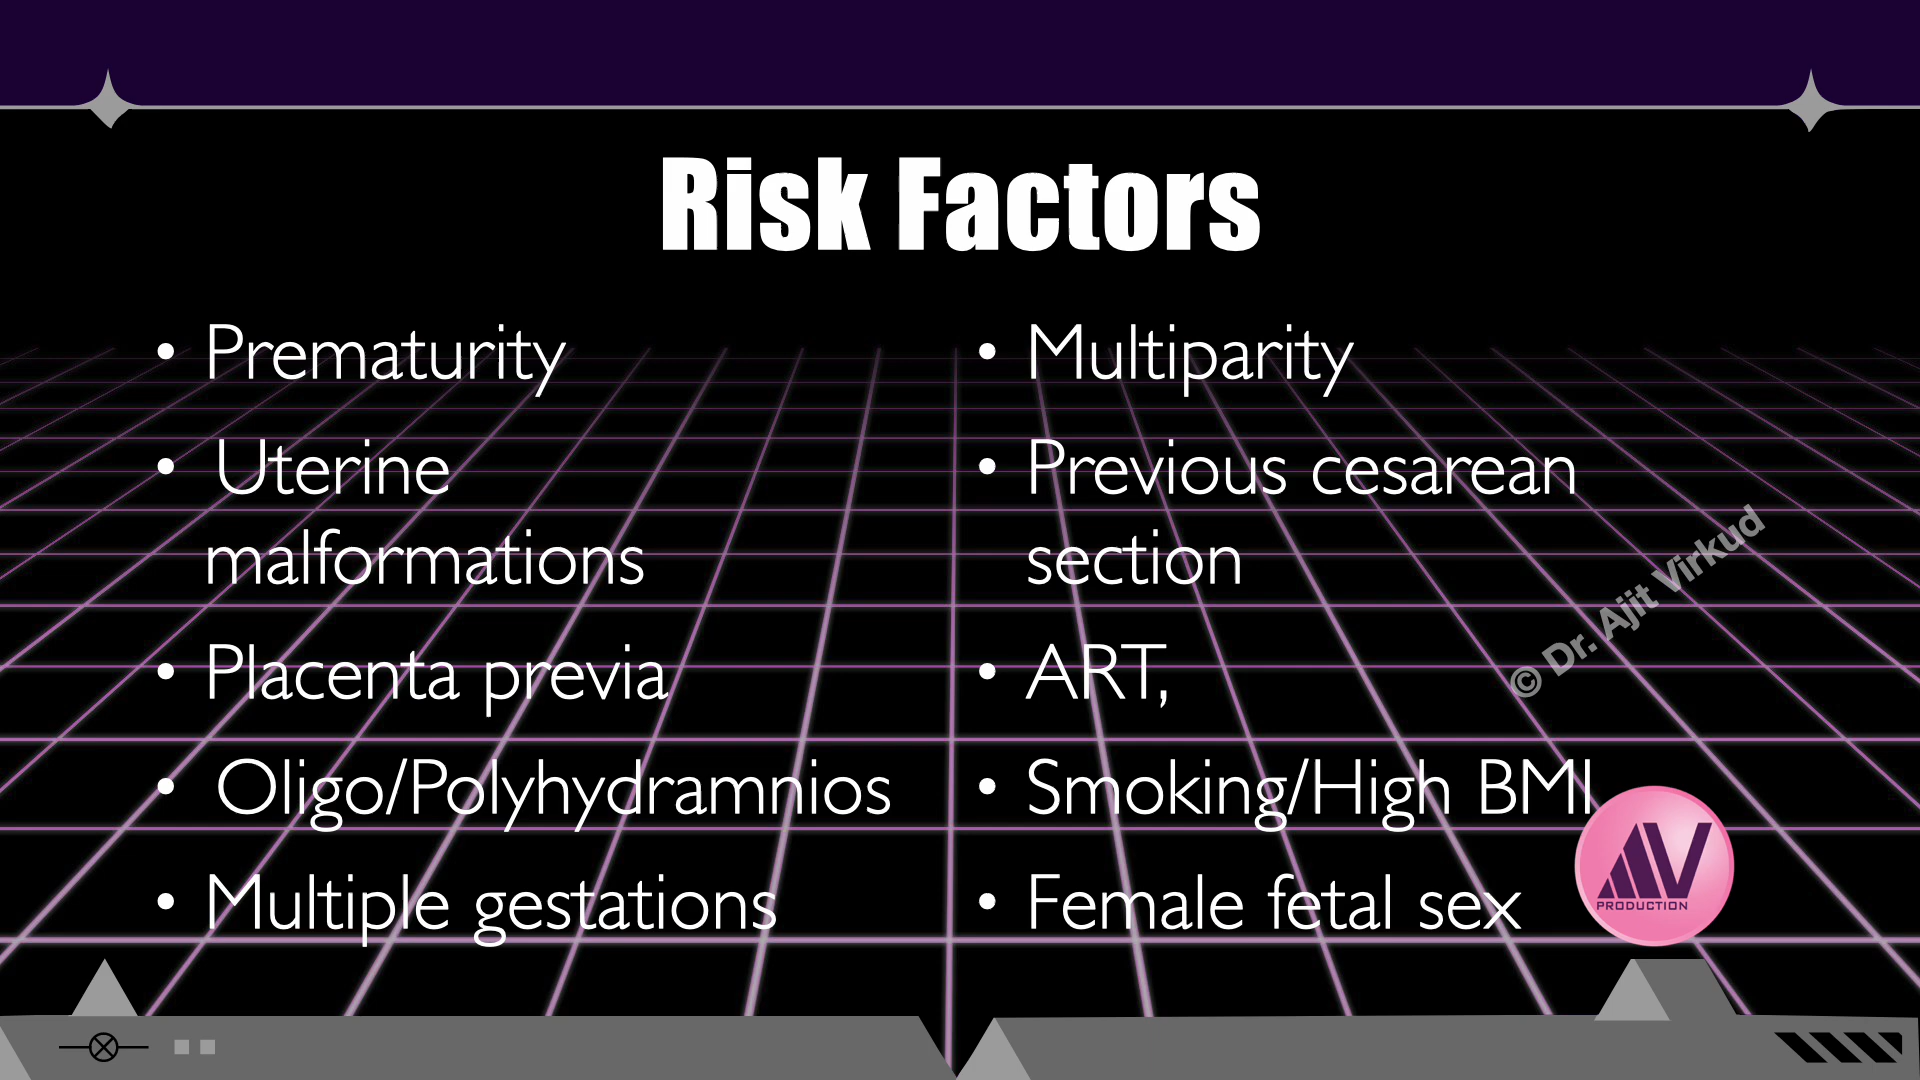 Risk Factors
• Prematurity
• Uterine
malformations
• Placenta previa
• Oligo/Polyhydramnios
• Multiple gestations
• Multiparity
• Previous cesarean
section
• ART,
• Smoking/High BMI
• Female fetal sex
© Dr. Ajit Virkud
AV
PRODUCTION